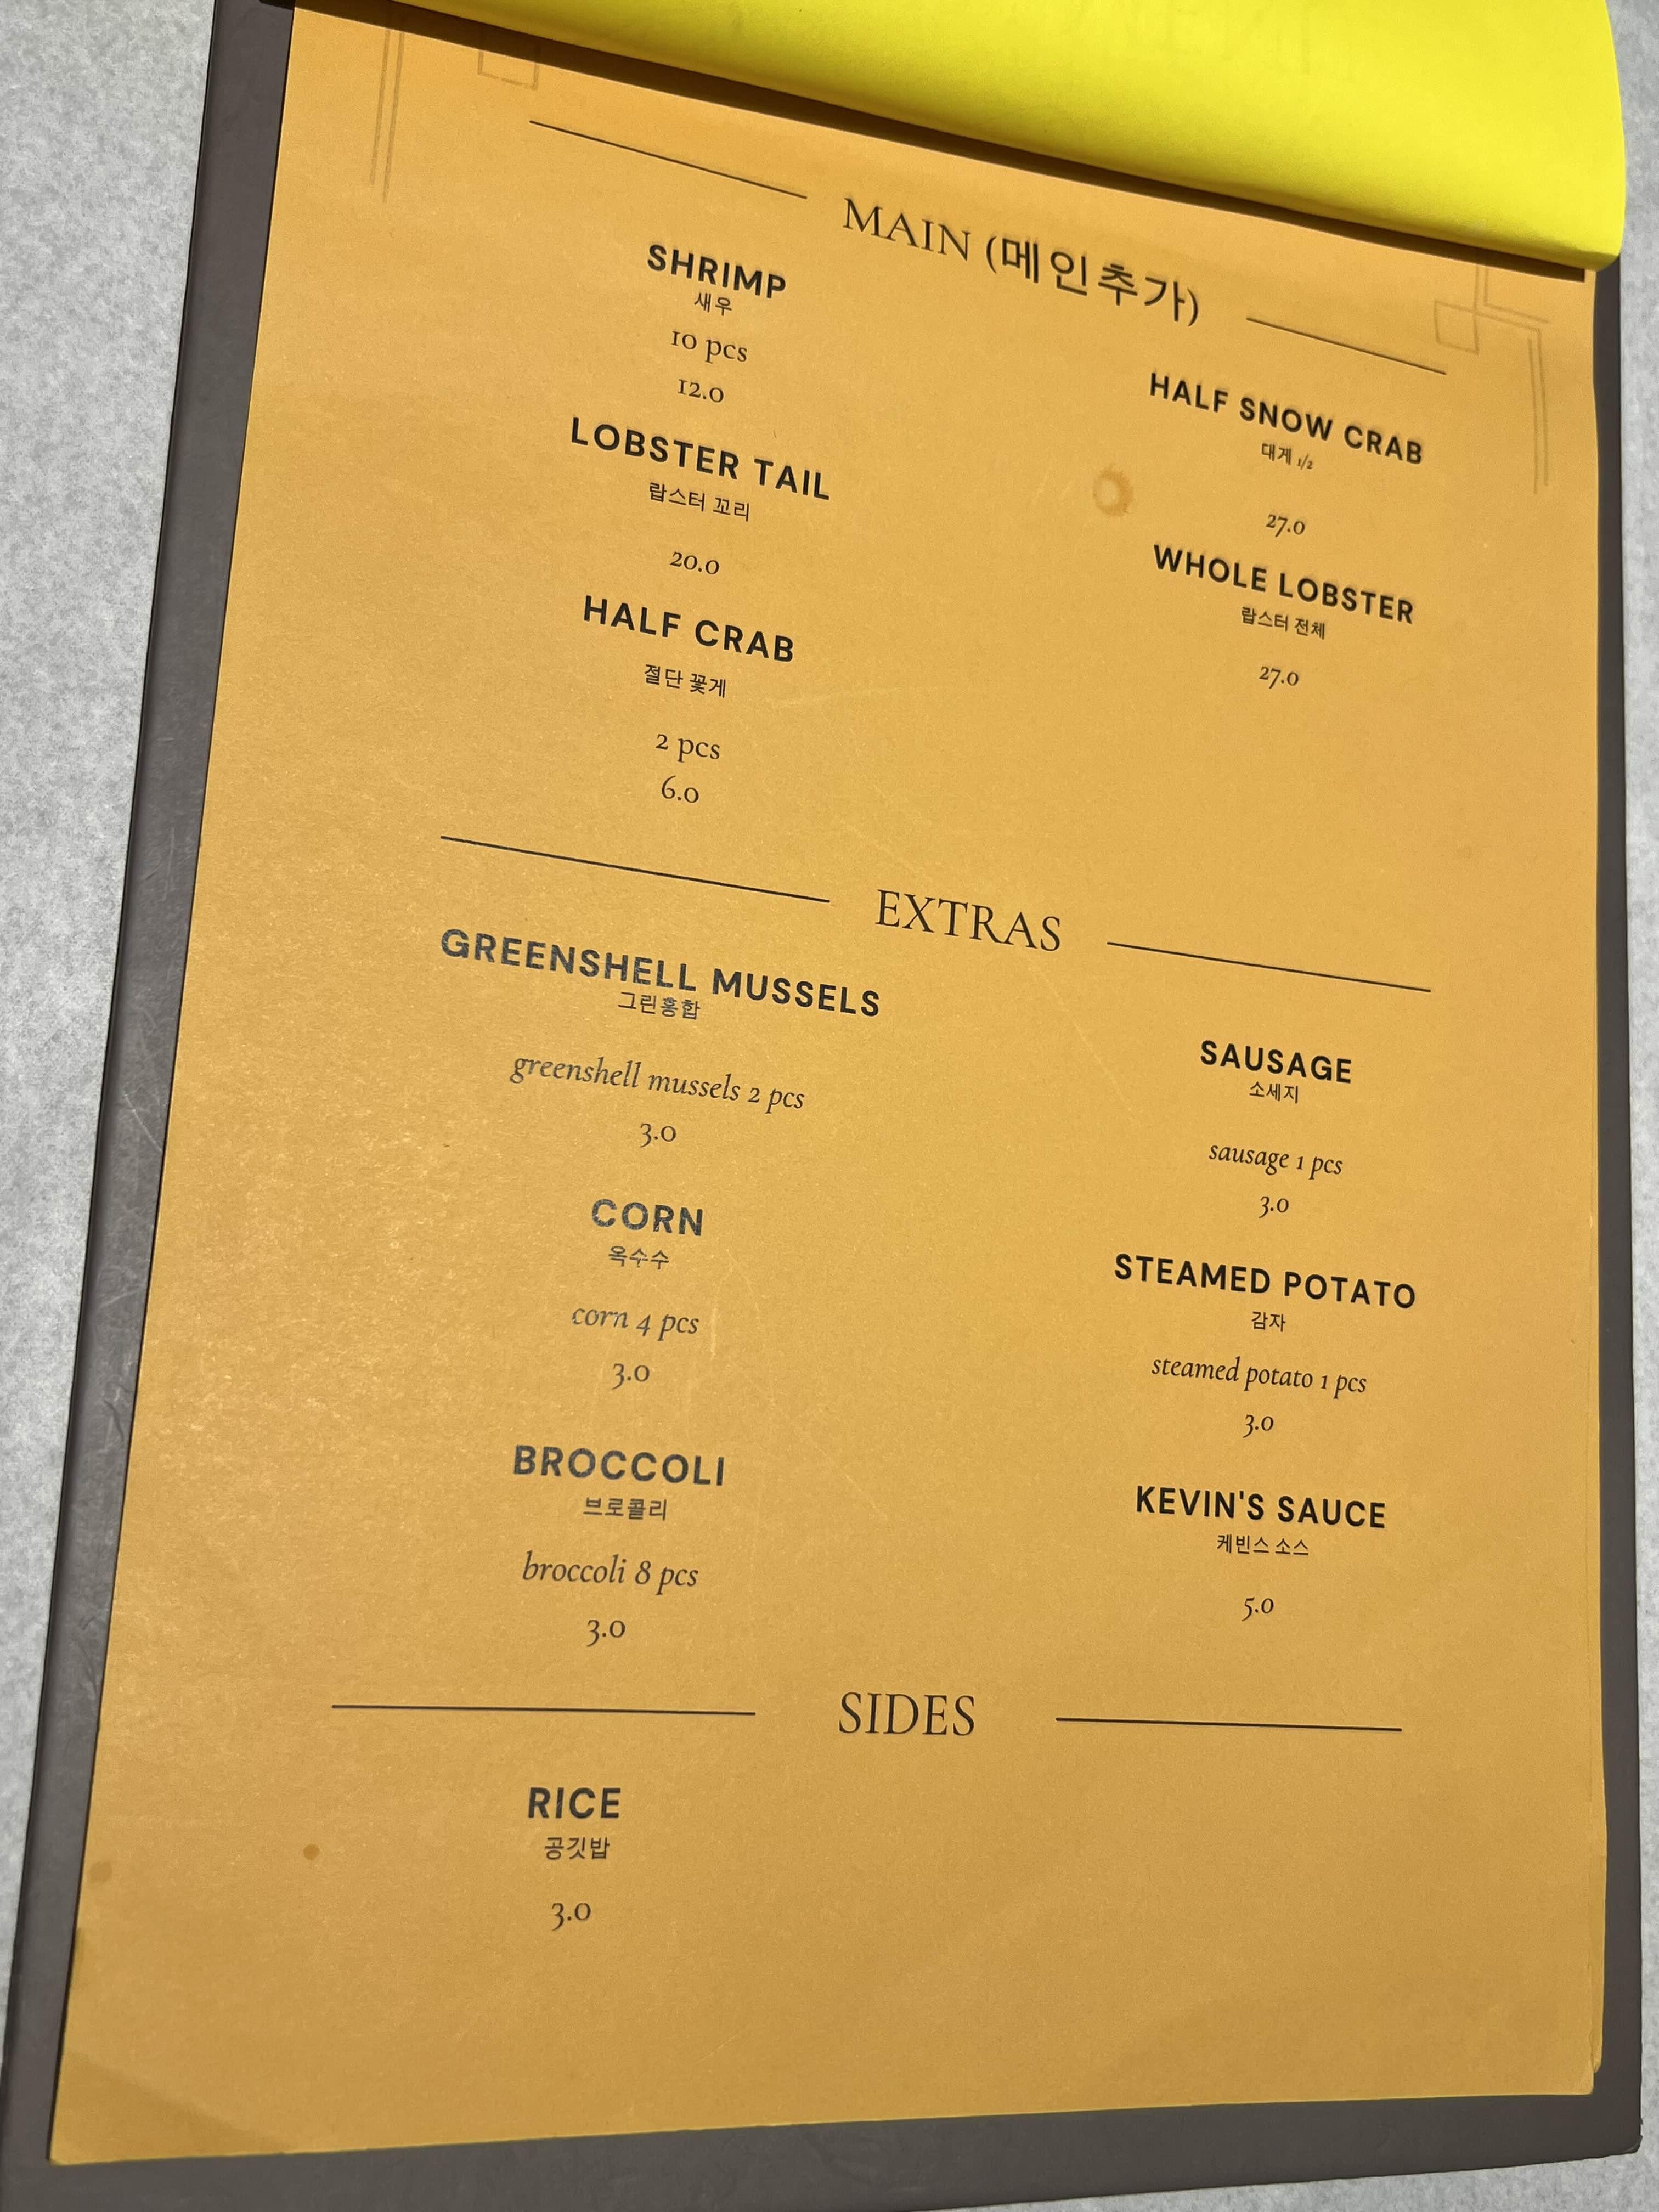 MAIN (메인추가)
SHRIMP
새우
10 pcs
12.0
LOBSTER TAIL
랍스터 꼬리
20.0
HALF CRAB
절단 꽃게
2 pcs
6.0
HALF SNOW CRAB
대게 1/2
27.0
WHOLE LOBSTER
랍스터 전체
27.0
EXTRAS
GREENSHELL MUSSELS
그린홍합
greenshell mussels 2 pcs
3.0
CORN
옥수수
corn 4 pcs
3.0
BROCCOLI
브로콜리
broccoli 8 pcs
3.0
SAUSAGE
소세지
sausage 1 pcs
3.0
STEAMED POTATO
감자
steamed potato 1 pcs
3.0
KEVIN'S SAUCE
케빈스 소스
5.0
SIDES
RICE
공깃밥
3.0